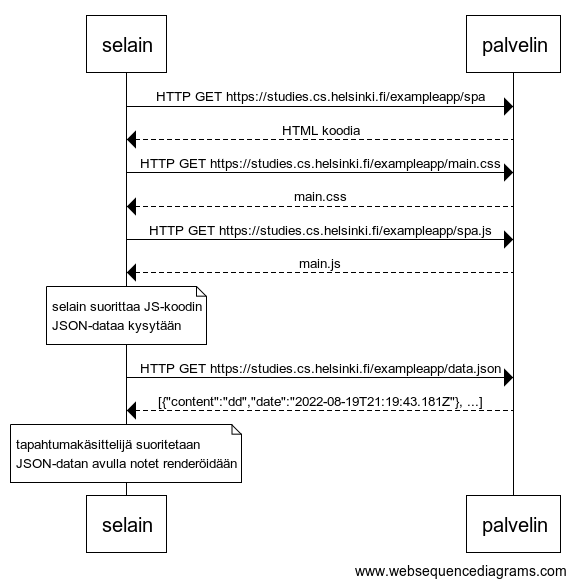 selain
palvelin
HTTP GET https://studies.cs.helsinki.fi/exampleapp/spa
HTML koodia
HTTP GET https://studies.cs.helsinki.fi/exampleapp/main.css
main.css
HTTP GET https://studies.cs.helsinki.fi/exampleapp/spa.js
main.js
selain suorittaa JS-koodin
JSON-dataa kysytään
HTTP GET https://studies.cs.helsinki.fi/exampleapp/data.json
[{"content":"dd","date":"2022-08-19T21:19:43.181Z"}, ...]
tapahtumakäsittelijä suoritetaan
JSON-datan avulla notet renderöidään
selain
palvelin
www.websequencediagrams.com